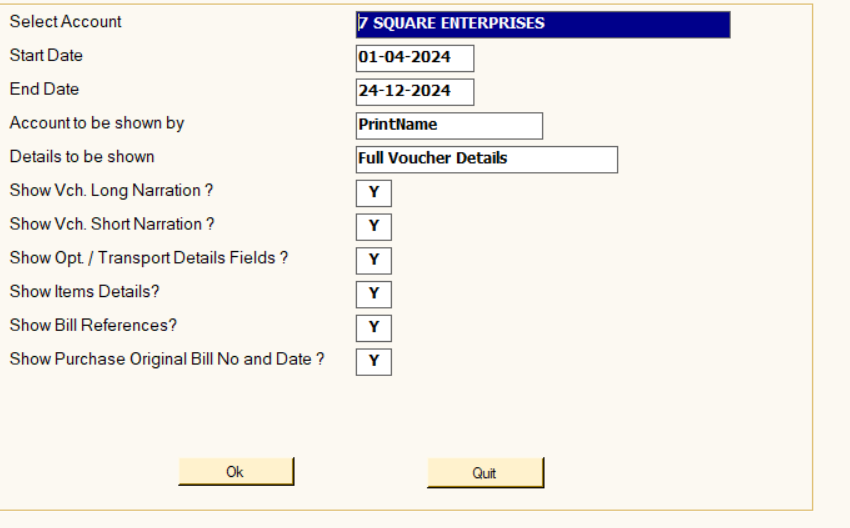 Select Account 7 SQUARE ENTERPRISES
Start Date 01-04-2024
End Date 24-12-2024
Account to be shown by PrintName
Details to be shown Full Voucher Details
Show Vch. Long Narration ? Y
Show Vch. Short Narration ? Y
Show Opt. / Transport Details Fields ? Y
Show Items Details? Y
Show Bill References? Y
Show Purchase Original Bill No and Date ? Y
Ok Quit